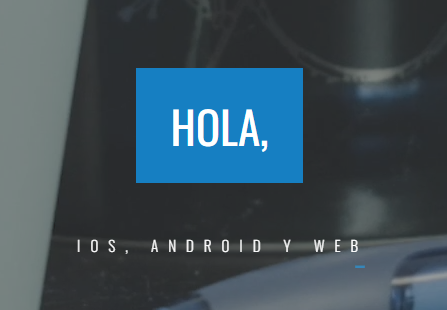 HOLA,
IOS, ANDROID Y WEB